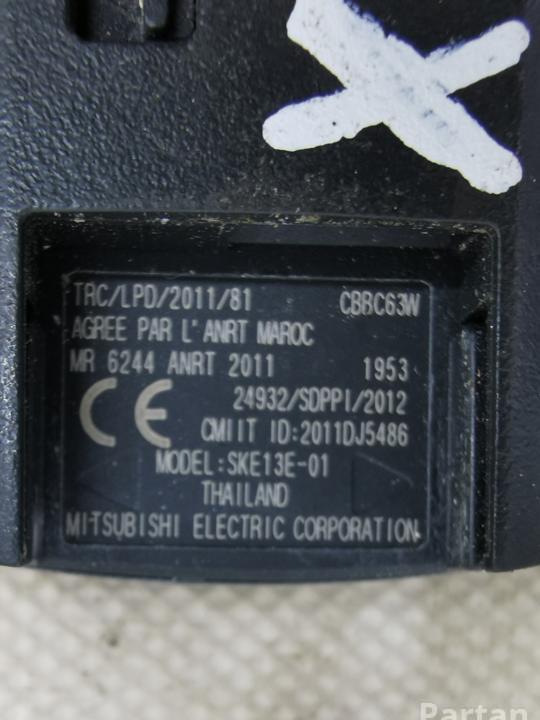 X
TRC/LPD/2011/81 CBBC63W
AGREE PAR L'ANRT MAROC
MR 6244 ANRT 2011 1953
CE 24932/SDPPI/2012
CMIIT ID:2011DJ5486
MODEL:SKE13E-01
THAILAND
MITSUBISHI ELECTRIC CORPORATION
Partan